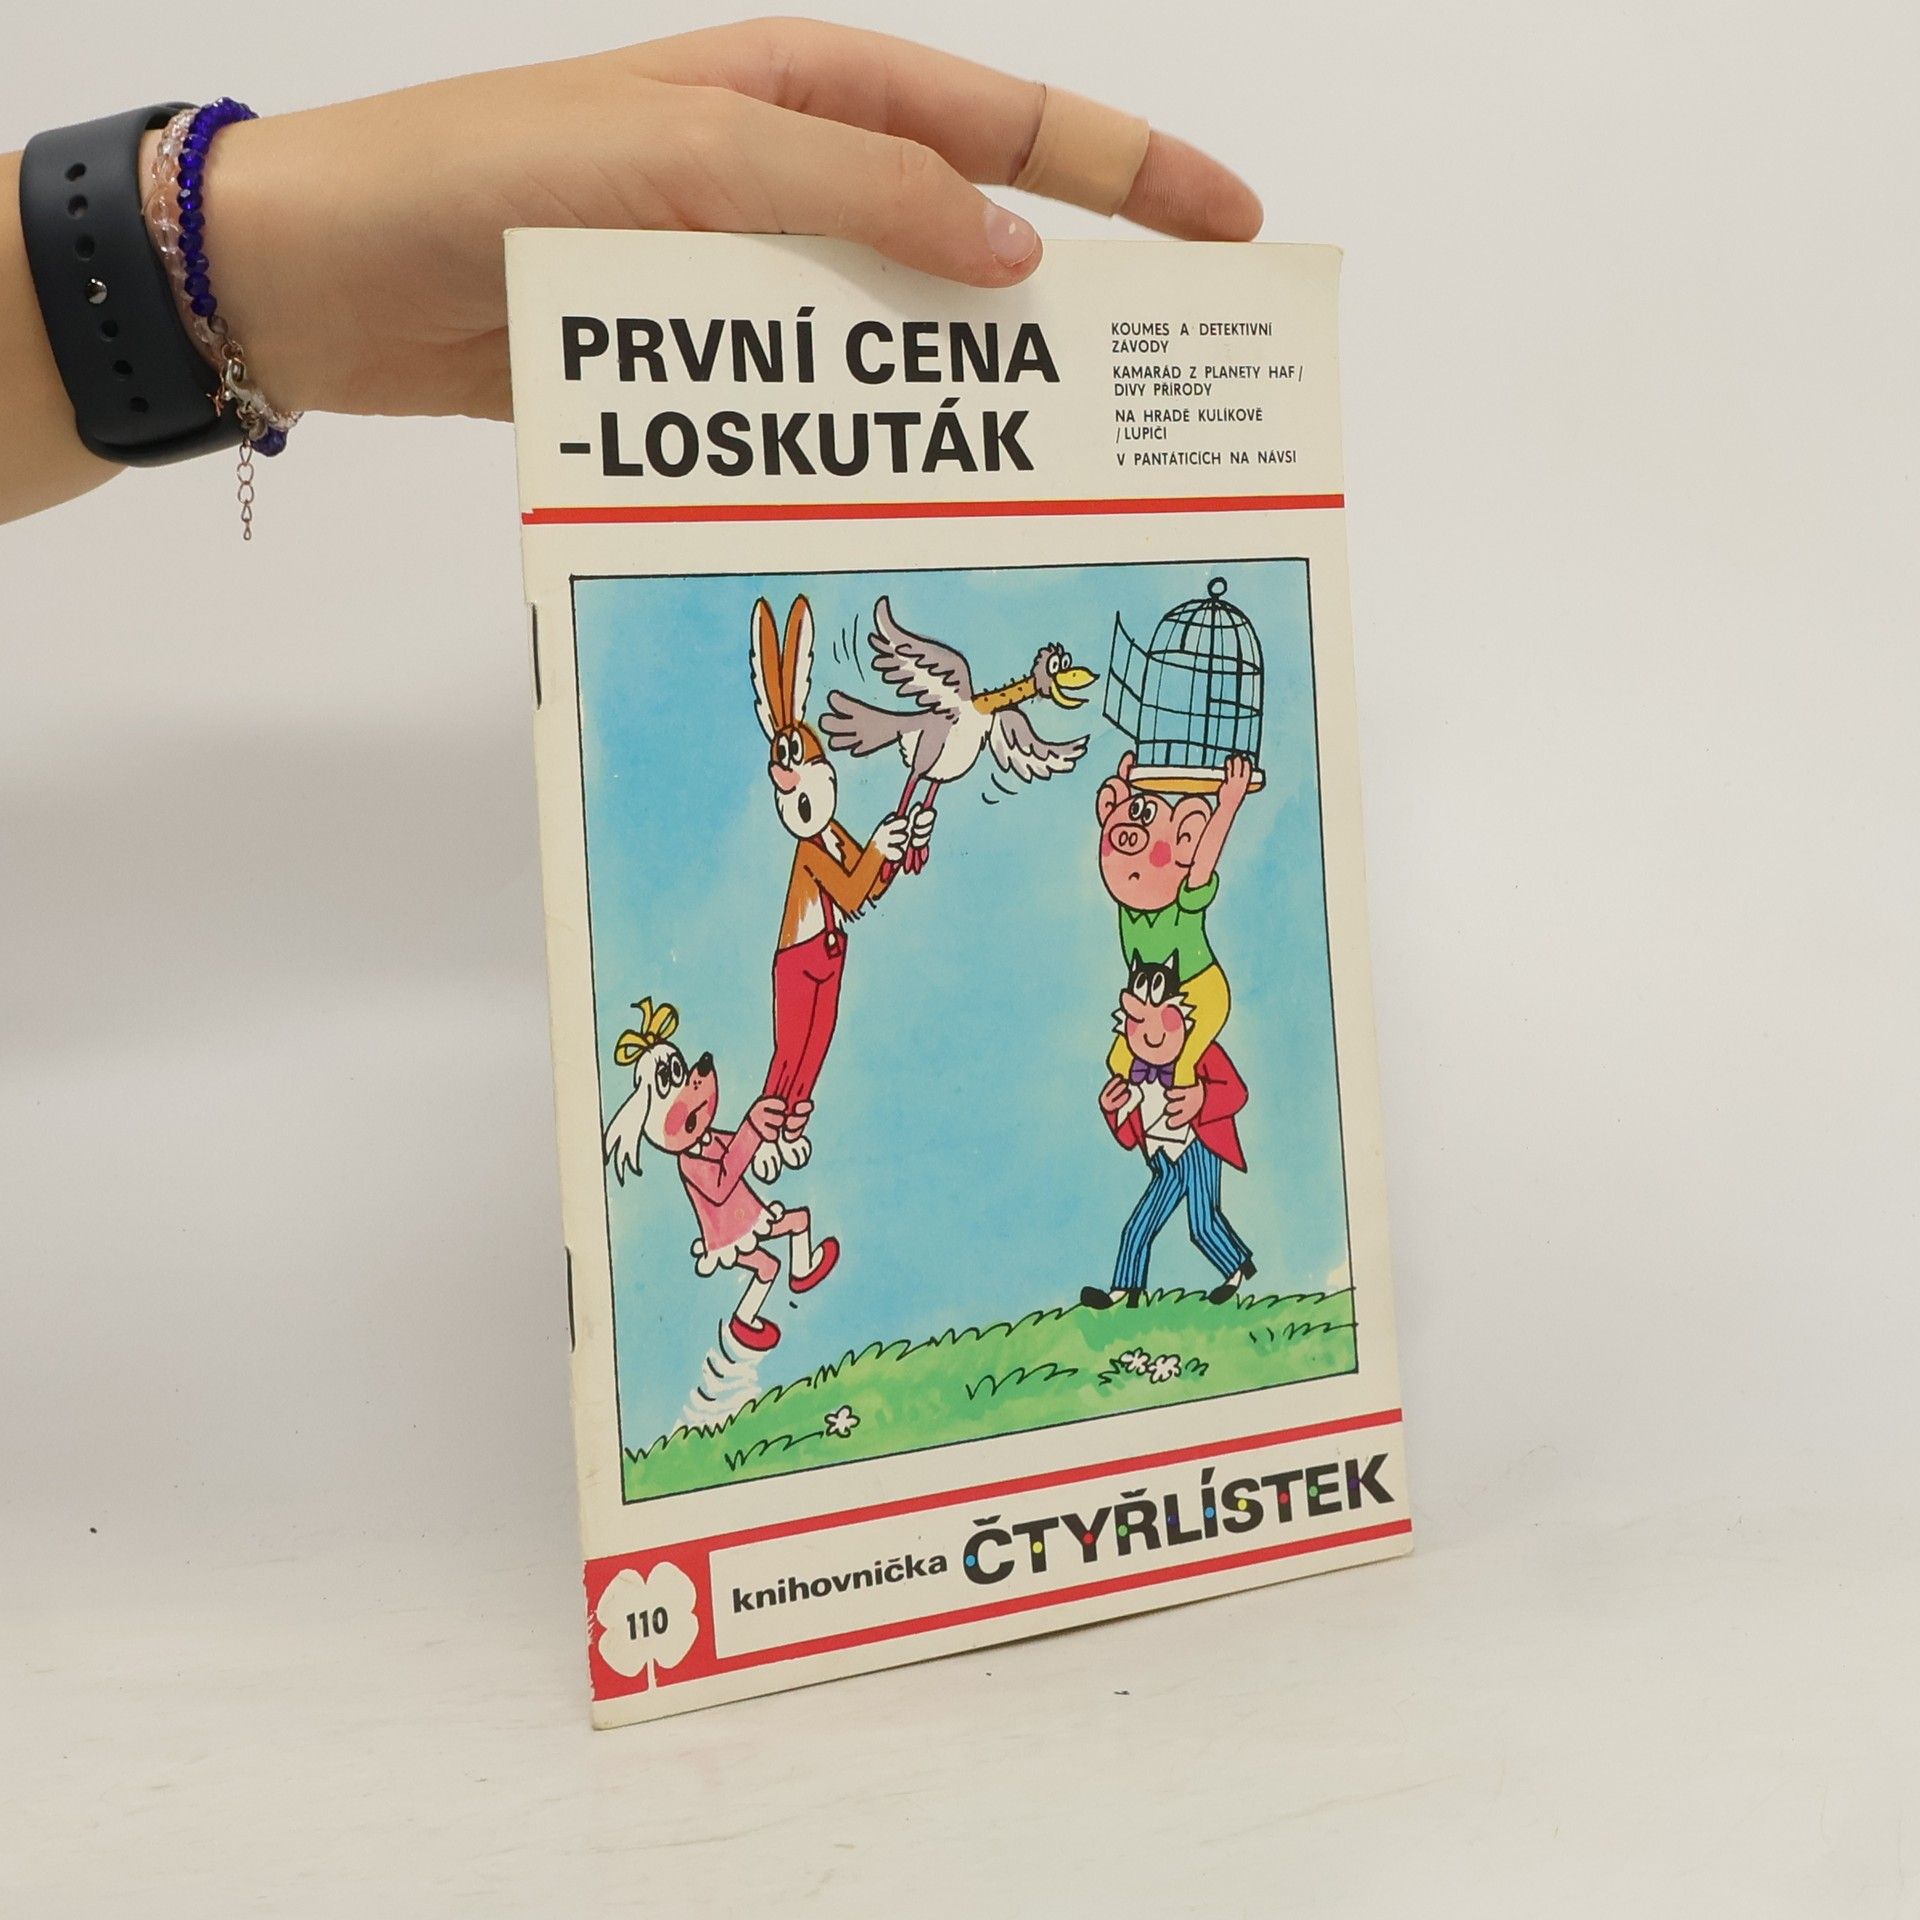 PRVNÍ CENA
-LOSKUTÁK
KOUMES A DETEKTIVNÍ
ZÁVODY
KAMARÁD Z PLANETY HAF /
DIVY PŘÍRODY
NA HRADĚ KULÍKOVĚ
/ LUPIČI
V PANTÁTICÍCH NA NÁVSI
110
knihovnička ČTYŘLÍSTEK